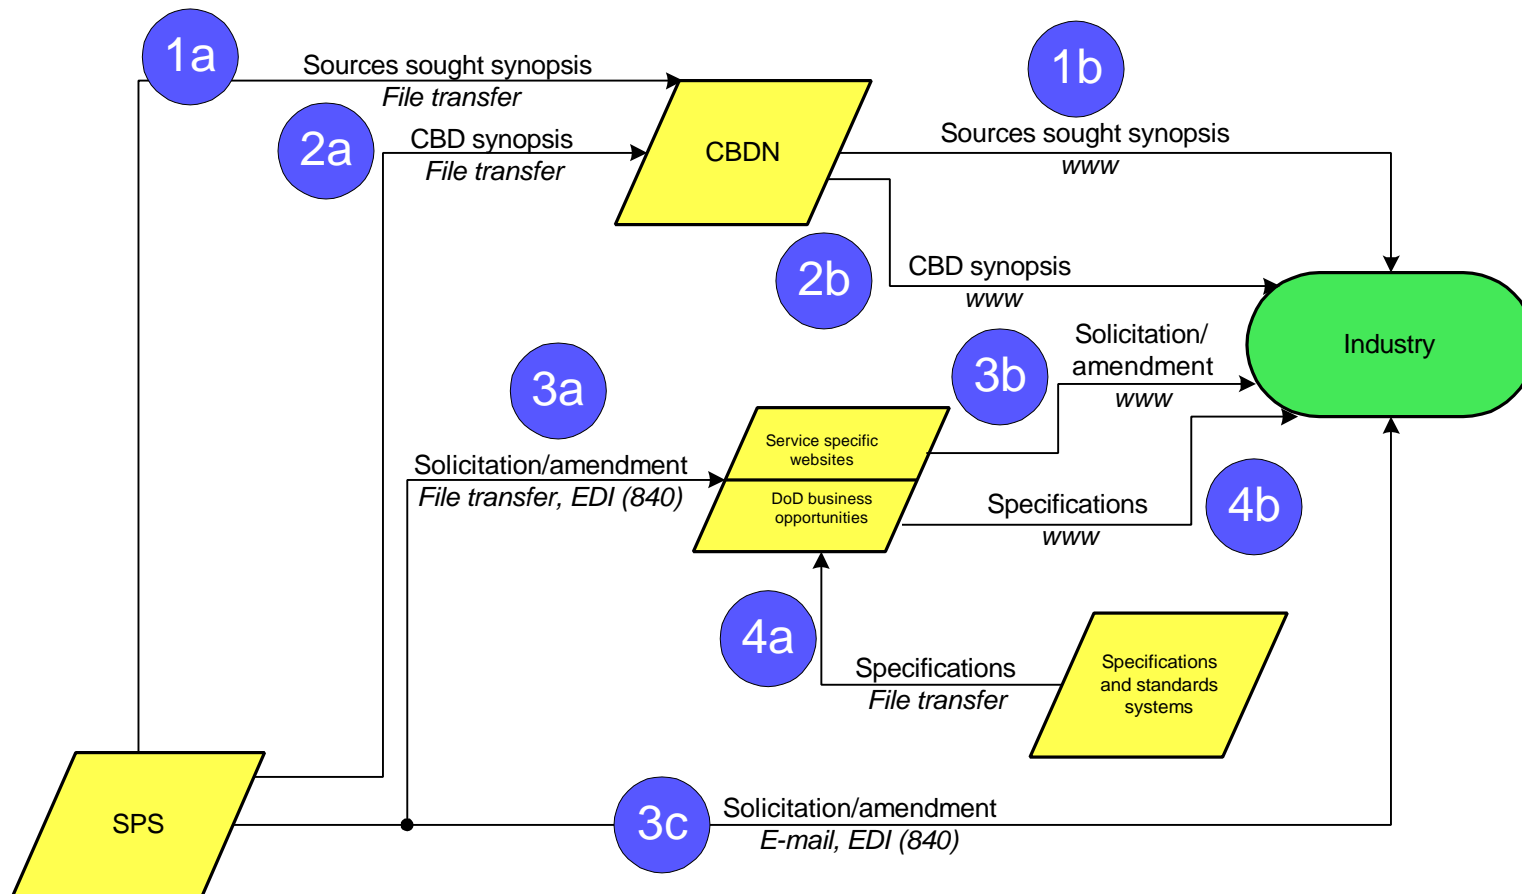 1a
Sources sought synopsis
File transfer
2a
CBD synopsis
File transfer
CBDN
1b
Sources sought synopsis
www
2b
CBD synopsis
www
Industry
3a
Solicitation/amendment
File transfer, EDI (840)
Service specific
websites
DoD business
opportunities
3b
Solicitation/
amendment
www
Specifications
www
4b
4a
Specifications
File transfer
Specifications
and standards
systems
SPS
3c
Solicitation/amendment
E-mail, EDI (840)